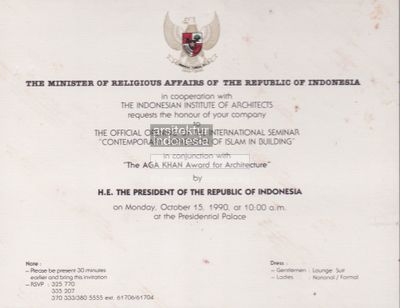 THE MINISTER OF RELIGIOUS AFFAIRS OF THE REPUBLIC OF INDONESIA
in cooperation with
THE INDONESIAN INSTITUTE OF ARCHITECTS
requests the honour of your company
to
THE OFFICIAL INTERNATIONAL SEMINAR
arsitektur
indonesia
"CONTEMPORA OF ISLAM IN BUILDING"
in conjunction with
"The AGA KHAN Award for Architecture"
by
H.E. THE PRESIDENT OF THE REPUBLIC OF INDONESIA
on Monday, October 15, 1990, at 10:00 a.m.
at the Presidential Palace
Note :
– Please be present 30 minutes
earlier and bring this invitation
– RSVP : 325 770
335 207
370 333/380 5555 ext. 61706/61704
Dress :
– Gentlemen : Lounge Suit
– Ladies : National / Formal